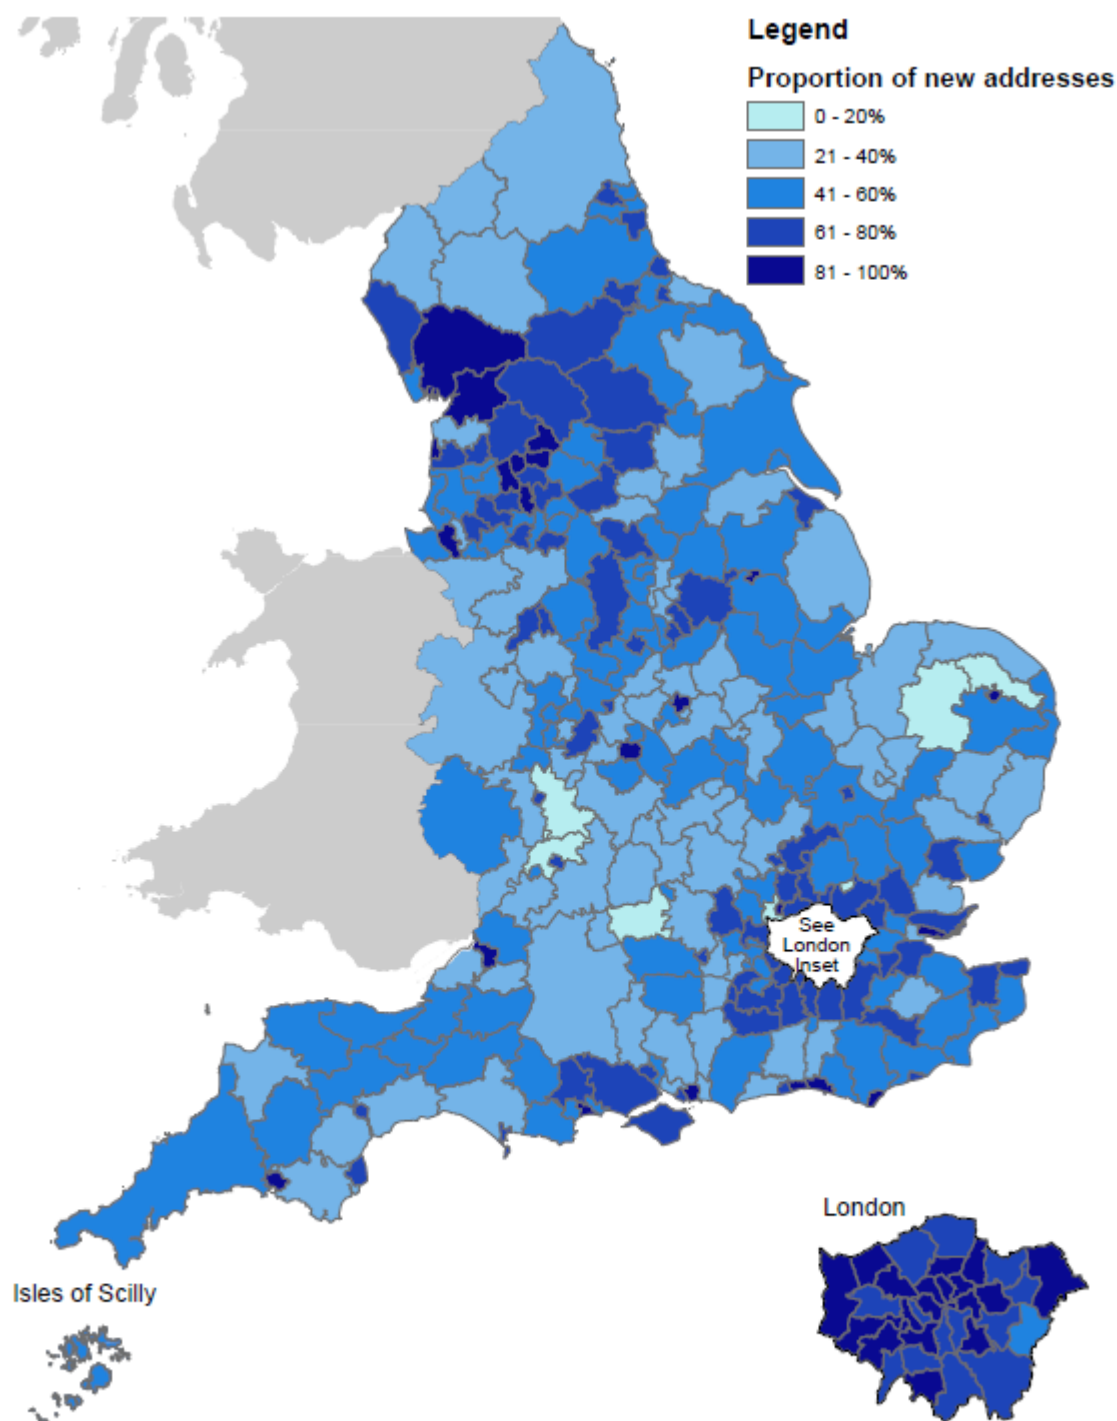 Legend
Proportion of new addresses
0 - 20%
21 - 40%
41 - 60%
61 - 80%
81 - 100%
See
London
Inset
London
Isles of Scilly